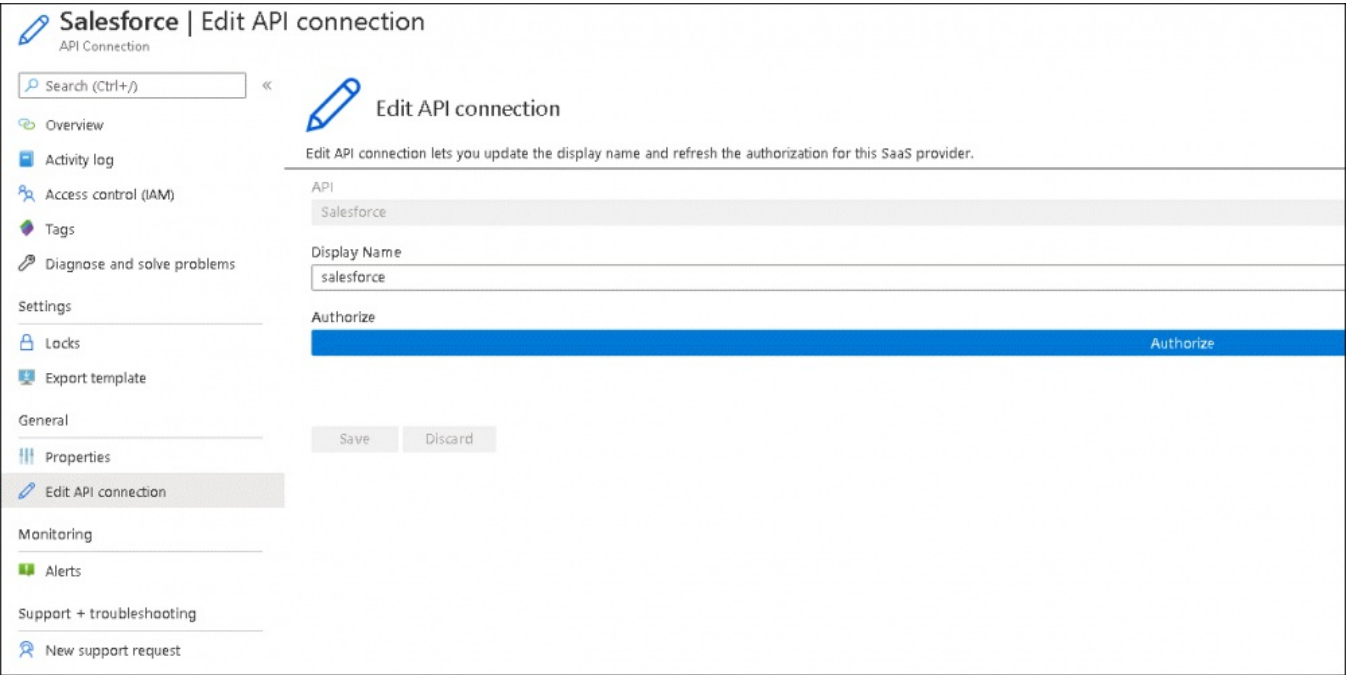 Salesforce | Edit API connection
API Connection
Search (Ctrl+/)
«
Overview
Activity log
Access control (IAM)
Tags
Diagnose and solve problems
Settings
Locks
Export template
General
Properties
Edit API connection
Monitoring
Alerts
Support + troubleshooting
New support request
Edit API connection
Edit API connection lets you update the display name and refresh the authorization for this SaaS provider.
API
Salesforce
Display Name
salesforce
Authorize
Authorize
Save Discard